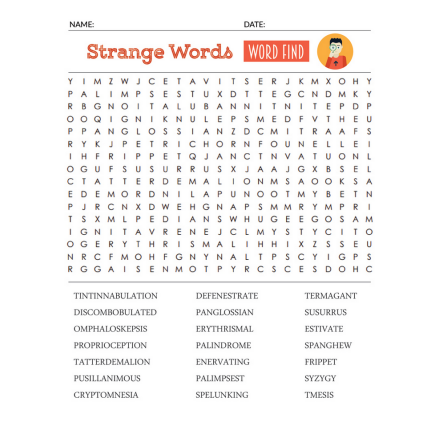 NAME: DATE:
Strange Words WORD FIND
Y I M Z W J C E T A V I T S E R J K M X O H Y
P A L I M P S E S T U X D T T E G C N D M K Y
R B G N O I T A L U B A N N I T N I T E P D P
O O Q I G N I K N U L E P S M E D F V T H E U
P P A N G L O S S I A N Z D C M I T R A A F S
R Y K J P E T R I C H O R N F O U N E L L E I
I H F R I P P E T Q J A N C T N V A T U O N L
O G U F S U S U R R U S X J A A J G X B S E L
C T A T T E R D E M A L I O N M S A O O K S A
E D E M O R D N I L A P U N O O T M Y B E T N
P J R C N X D W E H G N A P S M M R Y M P R I
T S X M L P E D I A N S W H U G E E G O S A M
I G N I T A V R E N E J C L M Y S T Y C I T O
O G E R Y T H R I S M A L I H H I X Z S S E U
N R C F M O H F G N Y N A L T P S C Y I G P S
R G G A I S E N M O T P Y R C S C E S D O H C
TINTINNABULATION DEFENESTRATE TERMAGANT
DISCOMBOBULATED PANGLOSSIAN SUSURRUS
OMPHALOSKEPSIS ERYTHRISMAL ESTIVATE
PROPRIOCEPTION PALINDROME SPANGHEW
TATTERDEMALION ENERVATING FRIPPET
PUSILLANIMOUS PALIMPSEST SYZYGY
CRYPTOMNESIA SPELUNKING TMESIS